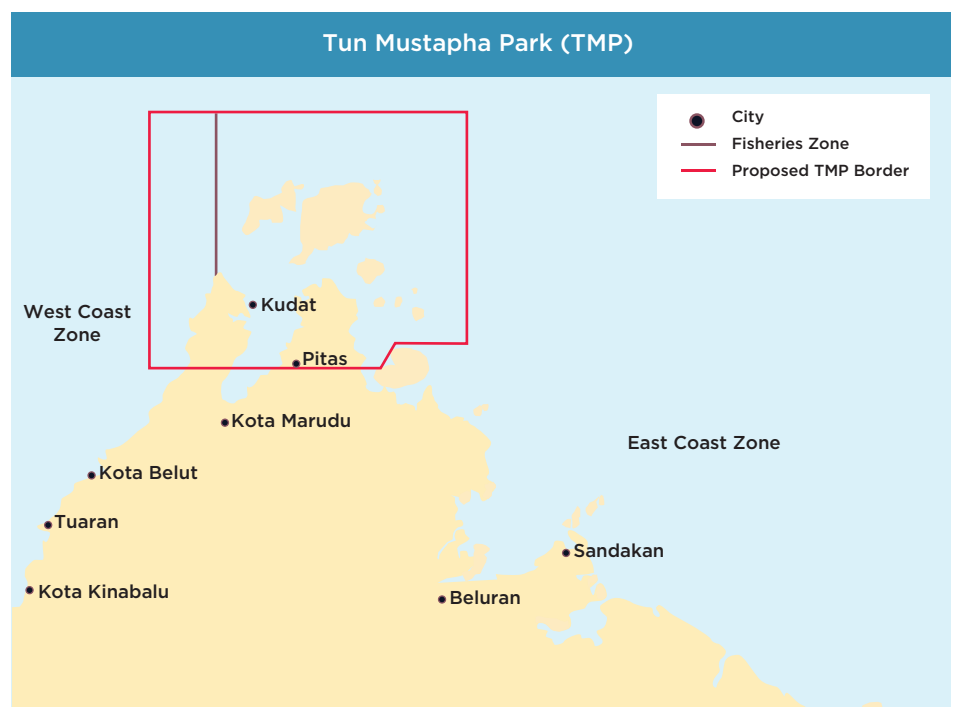 Tun Mustapha Park (TMP)
City
Fisheries Zone
Proposed TMP Border
Kudat
West Coast
Zone
Pitas
Kota Marudu
East Coast Zone
Kota Belut
Tuaran
Sandakan
Kota Kinabalu
Beluran